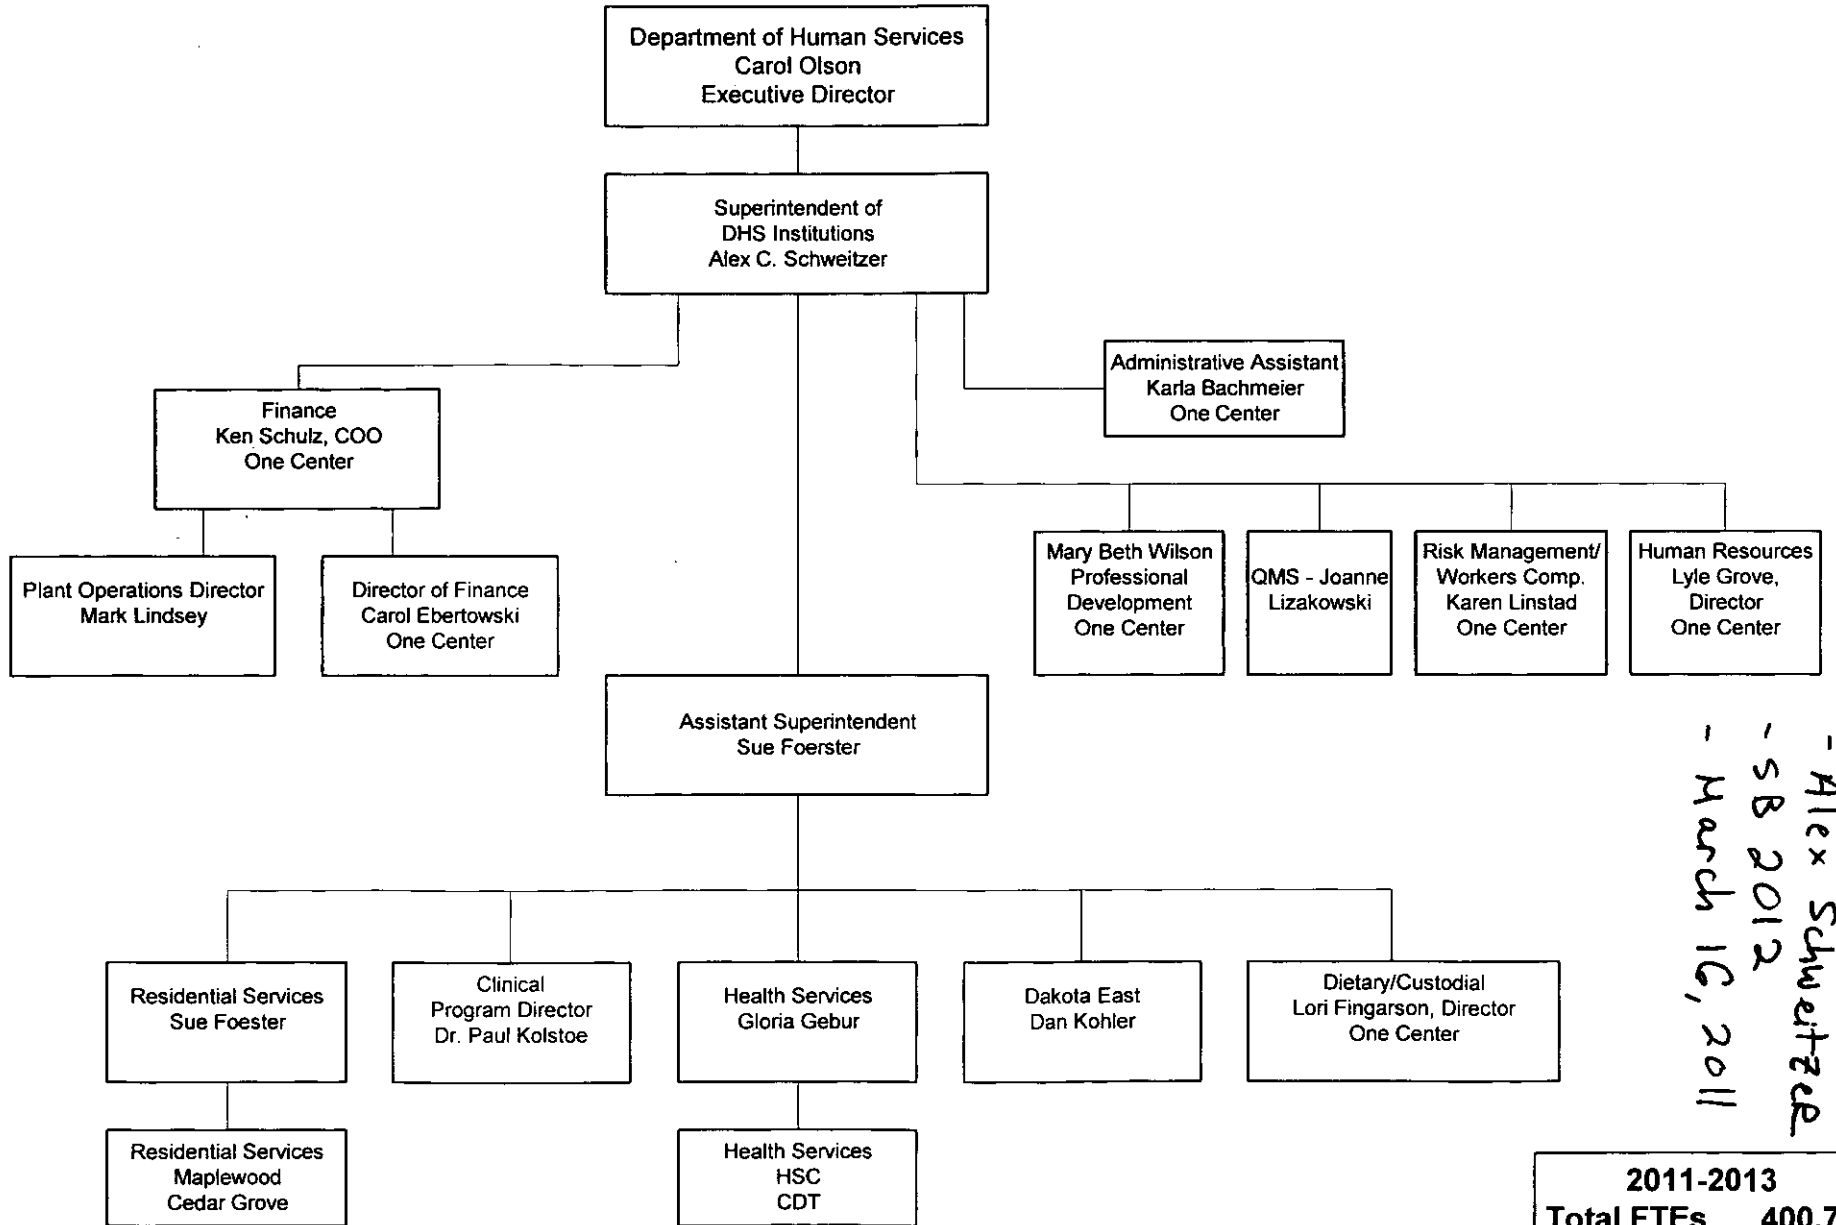 Department of Human Services
Carol Olson
Executive Director
Superintendent of
DHS Institutions
Alex C. Schweitzer
Administrative Assistant
Karla Bachmeier
One Center
Finance
Ken Schulz, COO
One Center
Plant Operations Director
Mark Lindsey
Director of Finance
Carol Ebertowski
One Center
Mary Beth Wilson
Professional
Development
One Center
QMS - Joanne
Lizakowski
Risk Management/
Workers Comp.
Karen Linstad
One Center
Human Resources
Lyle Grove,
Director
One Center
Assistant Superintendent
Sue Foerster
Residential Services
Sue Foester
Clinical
Program Director
Dr. Paul Kolstoe
Health Services
Gloria Gebur
Dakota East
Dan Kohler
Dietary/Custodial
Lori Fingarson, Director
One Center
Residential Services
Maplewood
Cedar Grove
Health Services
HSC
CDT
- Alex Schweitzer
- SB 2012
- March 16, 2011
2011-2013
Total FTEs 400.7